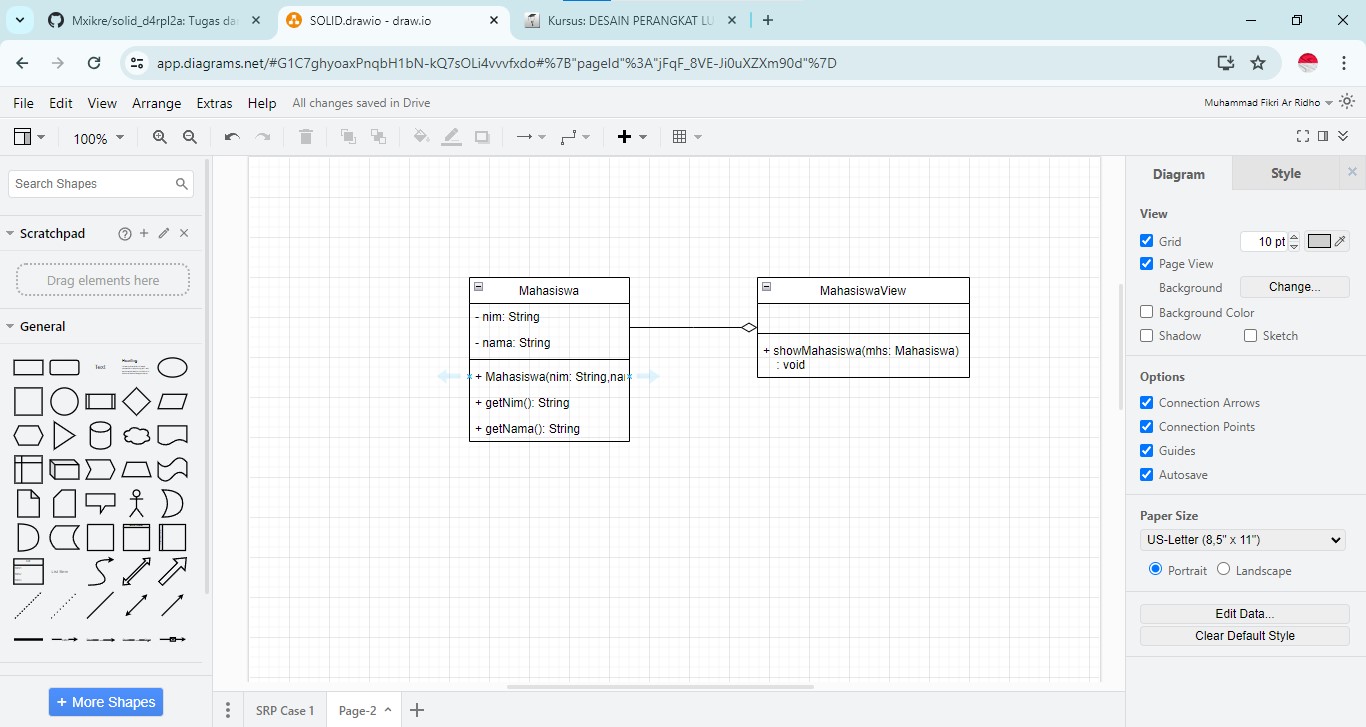 Mxikre/solid_d4rpl2a: Tugas da
SOLID.drawio - draw.io
Kursus: DESAIN PERANGKAT LU
app.diagrams.net/#G1C7ghyoaxPnqbH1bN-kQ7sOLi4vvvfxdo#%7B"pageId"%3A"jFqF_8VE-Ji0uXZXm90d"%7D
File Edit View Arrange Extras Help All changes saved in Drive
Muhammad Fikri Ar Ridho
100%
Search Shapes
Scratchpad
Drag elements here
General
Text
Heading
More Shapes
Mahasiswa
- nim: String
- nama: String
+ Mahasiswa(nim: String,na
+ getNim(): String
+ getNama(): String
MahasiswaView
+ showMahasiswa(mhs: Mahasiswa)
: void
SRP Case 1 Page-2
Diagram Style
View
Grid 10 pt
Page View
Background Change...
Background Color
Shadow Sketch
Options
Connection Arrows
Connection Points
Guides
Autosave
Paper Size
US-Letter (8,5" x 11")
Portrait Landscape
Edit Data...
Clear Default Style